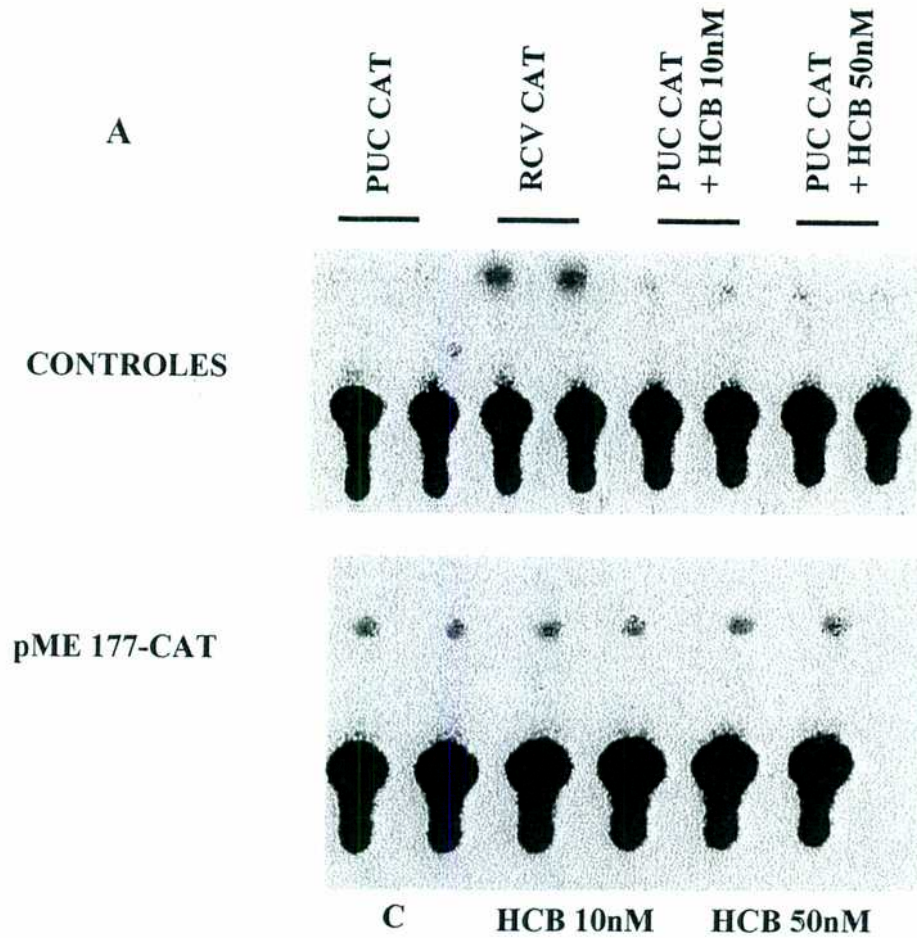 A
PUC CAT
RCV CAT
PUC CAT
+ HCB 10nM
PUC CAT
+ HCB 50nM
CONTROLES
pME 177-CAT
C
HCB 10nM
HCB 50nM